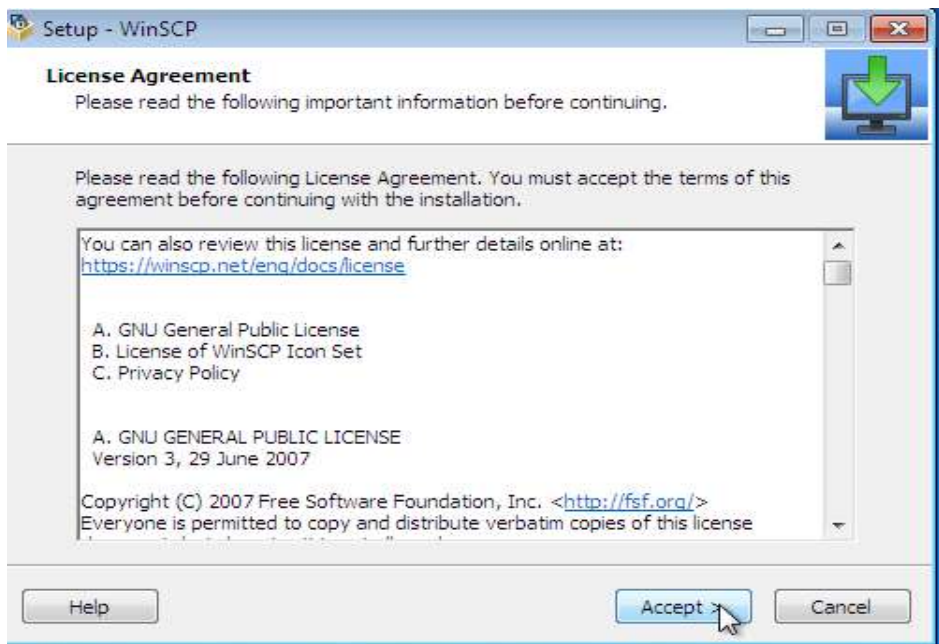 Setup - WinSCP
License Agreement
Please read the following important information before continuing.
Please read the following License Agreement. You must accept the terms of this
agreement before continuing with the installation.
You can also review this license and further details online at:
https://winscp.net/eng/docs/license
A. GNU General Public License
B. License of WinSCP Icon Set
C. Privacy Policy
A. GNU GENERAL PUBLIC LICENSE
Version 3, 29 June 2007
Copyright (C) 2007 Free Software Foundation, Inc. <http://fsf.org/>
Everyone is permitted to copy and distribute verbatim copies of this license
Help
Accept >
Cancel